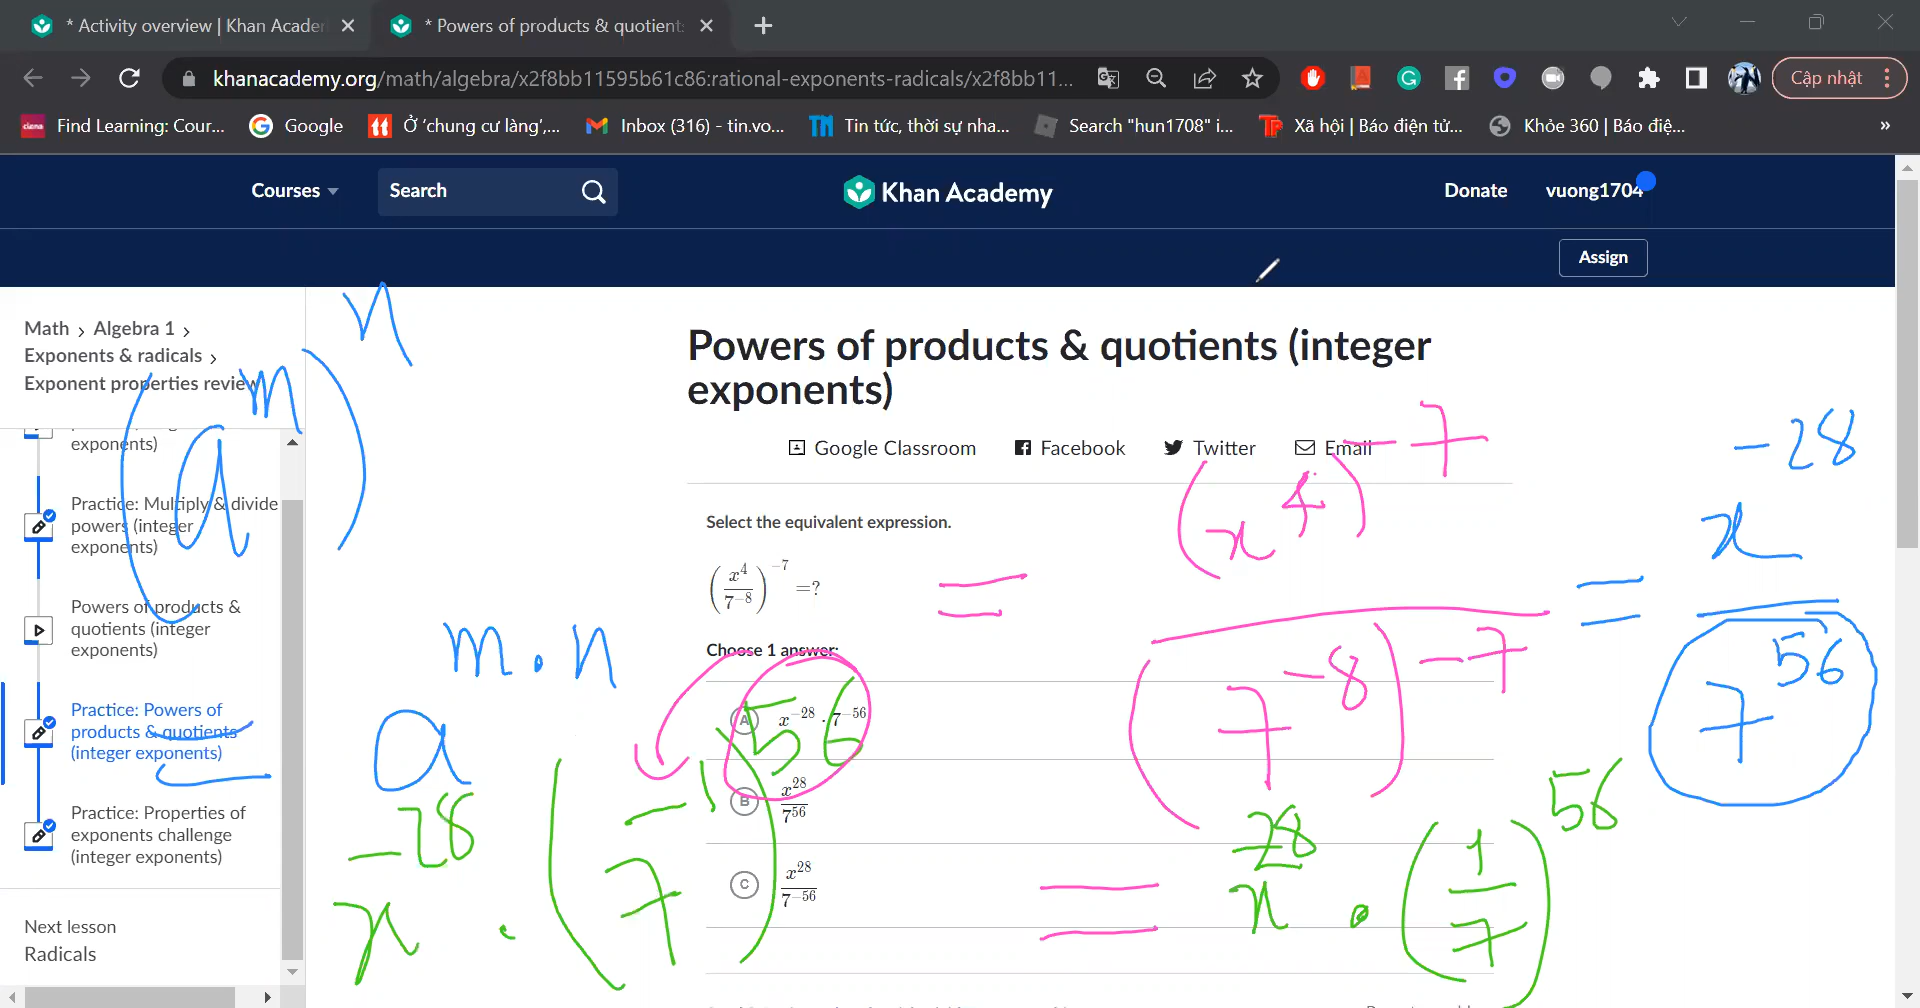 * Activity overview | Khan Acader
* Powers of products & quotient:
khanacademy.org/math/algebra/x2f8bb11595b61c86:rational-exponents-radicals/x2f8bb11...
Cập nhật
Find Learning: Cour...
Google
Ở 'chung cư làng',...
Inbox (316) - tin.vo...
Tin tức, thời sự nha...
Search "hun1708" i...
Xã hội | Báo điện tử...
Khỏe 360 | Báo điệ...
»
Courses
Search
Khan Academy
Donate
vuong1704
Assign
Math > Algebra 1 >
Exponents & radicals >
Exponent properties review
exponents)
Practice: Multiply & divide
powers (integer
exponents)
Powers of products &
quotients (integer
exponents)
Practice: Powers of
products & quotients
(integer exponents)
Practice: Properties of
exponents challenge
(integer exponents)
Next lesson
Radicals
Powers of products & quotients (integer
exponents)
Google Classroom
Facebook
Twitter
Email
Select the equivalent expression.
(x^4/7^-8)^-7 =?
Choose 1 answer:
A x^-28 · 7^-56
B x^28/7^56
C x^28/7^-56
(a^m)^n
a^m.n
= (x^4)^-7/(7^-8)^-7 = x^-28/7^56
= x^-28 . (1/7)^56
x^-28 . (7^-1)^56